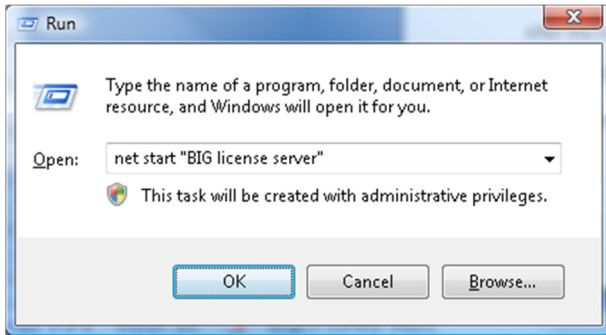 Run
Type the name of a program, folder, document, or Internet
resource, and Windows will open it for you.
Open: net start "BIG license server"
This task will be created with administrative privileges.
OK Cancel Browse...